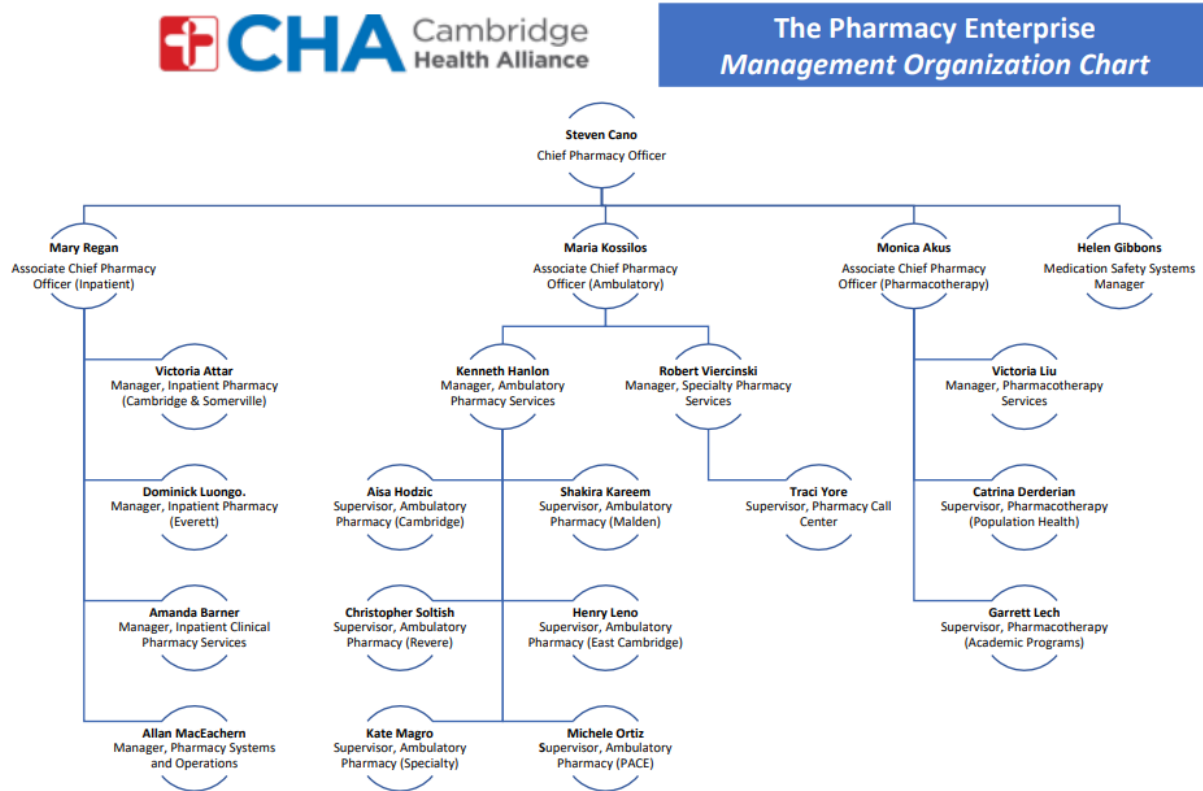 CHA Cambridge
Health Alliance
The Pharmacy Enterprise
Management Organization Chart
Steven Cano
Chief Pharmacy Officer
Mary Regan
Associate Chief Pharmacy
Officer (Inpatient)
Maria Kossilos
Associate Chief Pharmacy
Officer (Ambulatory)
Monica Akus
Associate Chief Pharmacy
Officer (Pharmacotherapy)
Helen Gibbons
Medication Safety Systems
Manager
Victoria Attar
Manager, Inpatient Pharmacy
(Cambridge & Somerville)
Kenneth Hanlon
Manager, Ambulatory
Pharmacy Services
Robert Viercinski
Manager, Specialty Pharmacy
Services
Victoria Liu
Manager, Pharmacotherapy
Services
Dominick Luongo.
Manager, Inpatient Pharmacy
(Everett)
Aisa Hodzic
Supervisor, Ambulatory
Pharmacy (Cambridge)
Shakira Kareem
Supervisor, Ambulatory
Pharmacy (Malden)
Traci Yore
Supervisor, Pharmacy Call
Center
Catrina Derderian
Supervisor, Pharmacotherapy
(Population Health)
Amanda Barner
Manager, Inpatient Clinical
Pharmacy Services
Christopher Soltish
Supervisor, Ambulatory
Pharmacy (Revere)
Henry Leno
Supervisor, Ambulatory
Pharmacy (East Cambridge)
Garrett Lech
Supervisor, Pharmacotherapy
(Academic Programs)
Allan MacEachern
Manager, Pharmacy Systems
and Operations
Kate Magro
Supervisor, Ambulatory
Pharmacy (Specialty)
Michele Ortiz
Supervisor, Ambulatory
Pharmacy (PACE)